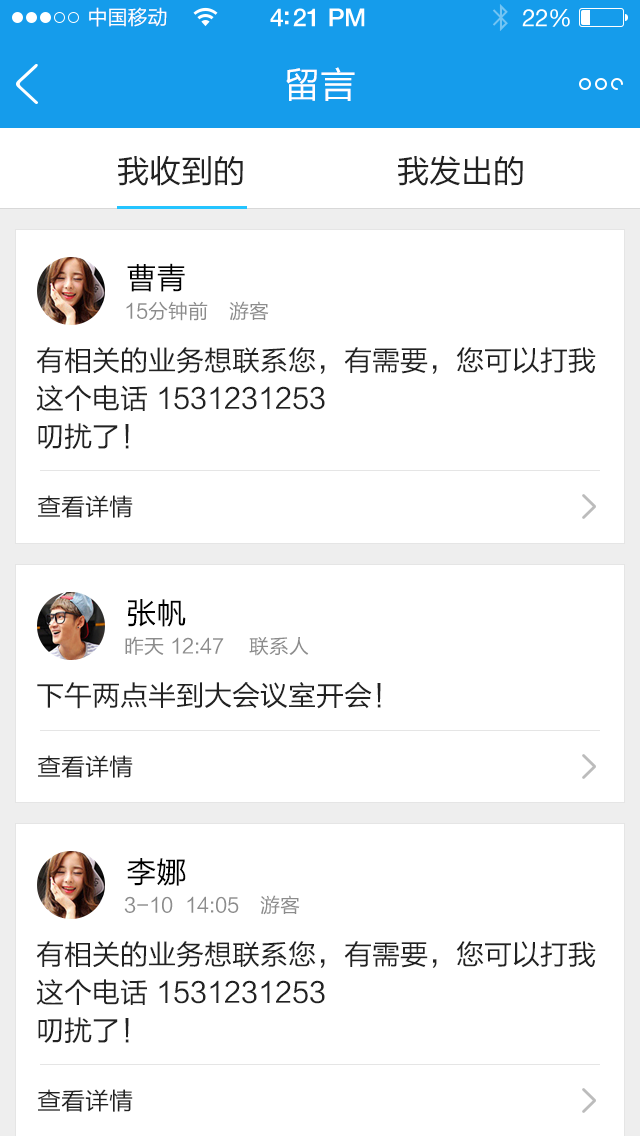 中国移动 4:21 PM 22%
留言
我收到的 我发出的
曹青
15分钟前 游客
有相关的业务想联系您，有需要，您可以打我
这个电话 1531231253
叨扰了！
查看详情
张帆
昨天 12:47 联系人
下午两点半到大会议室开会！
查看详情
李娜
3-10 14:05 游客
有相关的业务想联系您，有需要，您可以打我
这个电话 1531231253
叨扰了！
查看详情